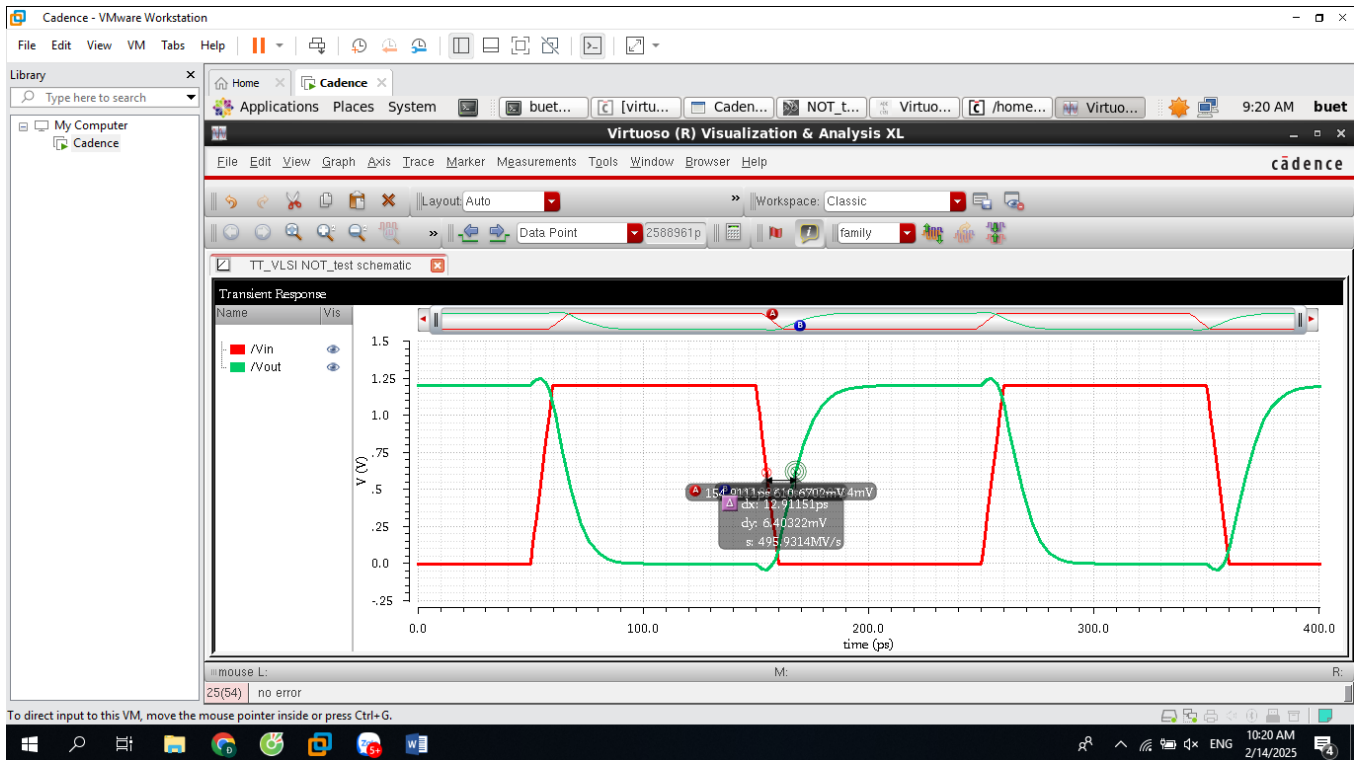 Cadence - VMware Workstation
File Edit View VM Tabs Help
Library
Type here to search
My Computer
Cadence
Home
Cadence
Applications Places System buet... [virtu... Caden... NOT_t... Virtuo... /home... Virtuo... 9:20 AM buet
Virtuoso (R) Visualization & Analysis XL
File Edit View Graph Axis Trace Marker Measurements Tools Window Browser Help
cādence
Layout: Auto » Workspace: Classic
» Data Point 2588961p family
TT_VLSI NOT_test schematic
Transient Response
Name Vis
/Vin
/Vout
A B
1.5
1.25
1.0
.75
.5
.25
0.0
-.25
V (V)
A 4mV
Δ dx: 12.91151ps
dy: 6.40322mV
s: 495.9314MV/s
0.0 100.0 200.0 300.0 400.0
time (ps)
mouse L: M: R:
25(54) no error
To direct input to this VM, move the mouse pointer inside or press Ctrl+G.
5+
W
ENG
10:20 AM
2/14/2025
4